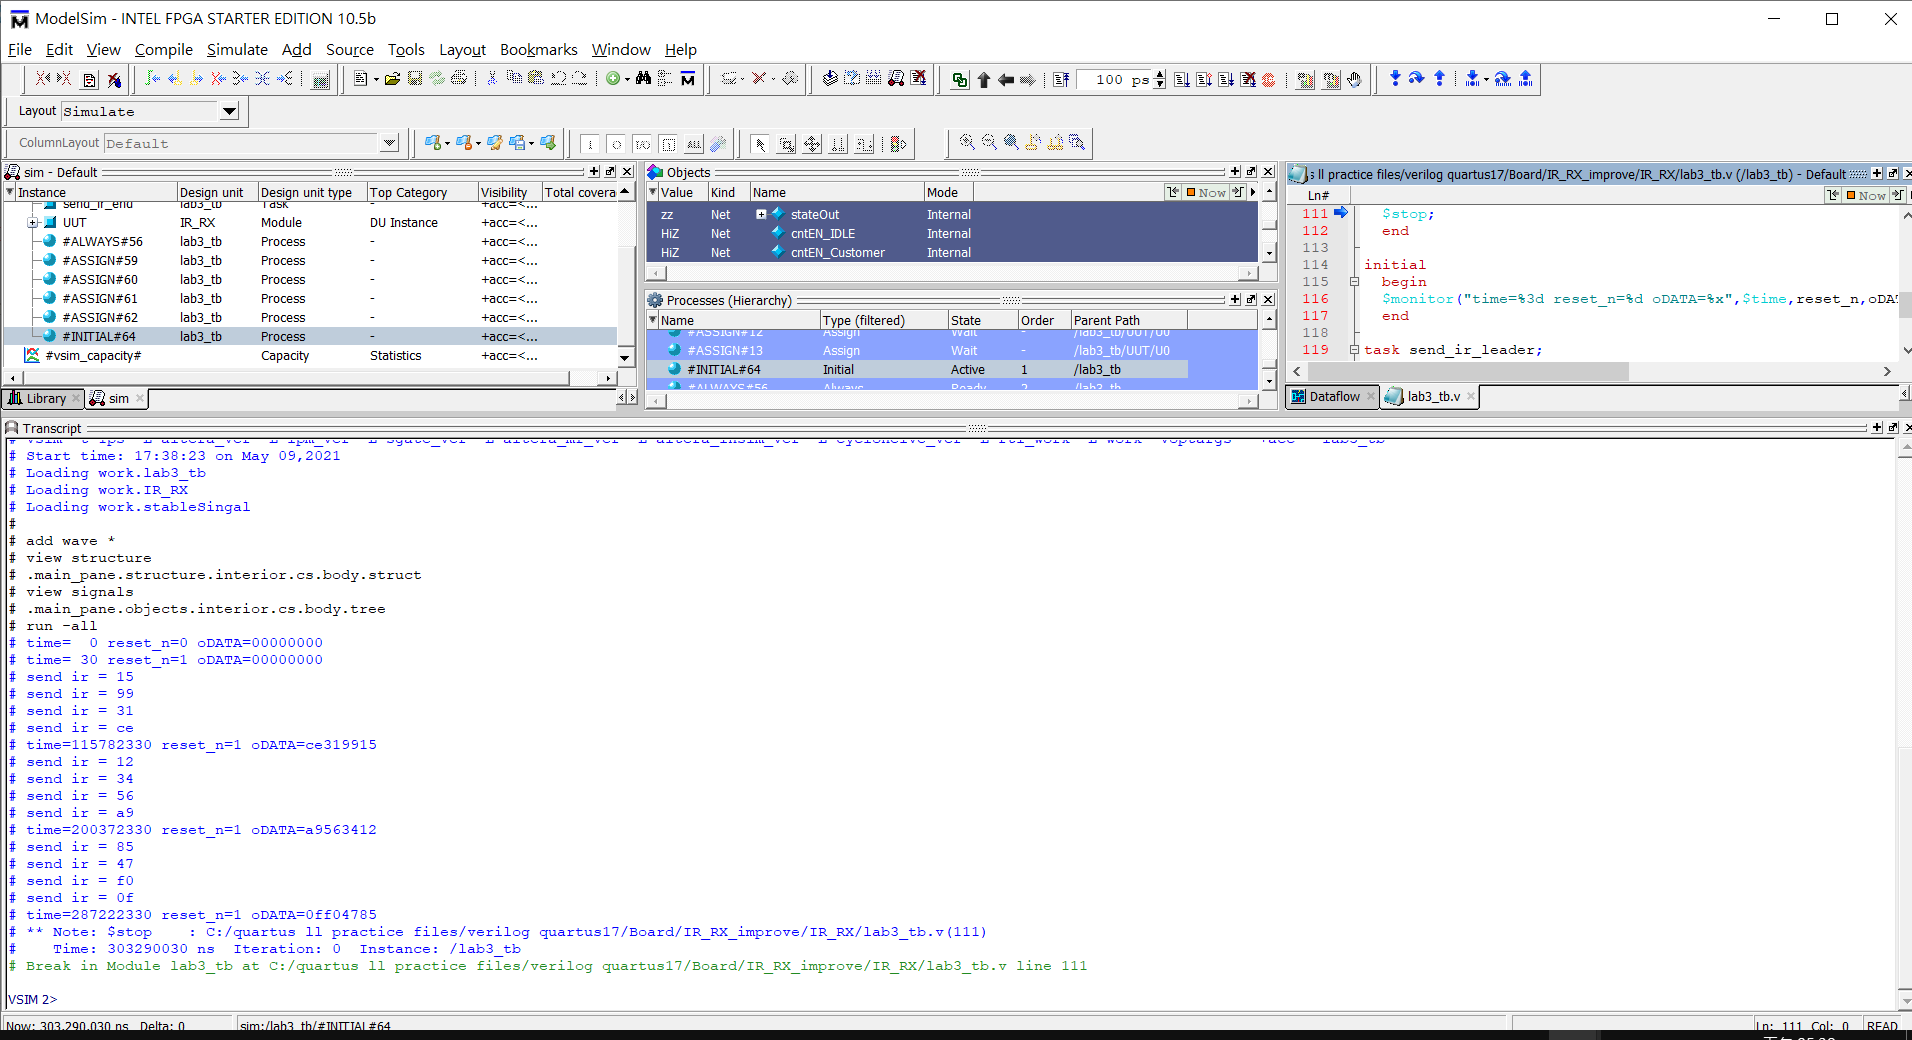 ModelSim - INTEL FPGA STARTER EDITION 10.5b
File Edit View Compile Simulate Add Source Tools Layout Bookmarks Window Help
100 ps
Layout Simulate
ColumnLayout Default
ALL
sim - Default
Instance Design unit Design unit type Top Category Visibility Total covera
send_ir_end lab3_tb Task - +acc=<...
UUT IR_RX Module DU Instance +acc=<...
#ALWAYS#56 lab3_tb Process - +acc=<...
#ASSIGN#59 lab3_tb Process - +acc=<...
#ASSIGN#60 lab3_tb Process - +acc=<...
#ASSIGN#61 lab3_tb Process - +acc=<...
#ASSIGN#62 lab3_tb Process - +acc=<...
#INITIAL#64 lab3_tb Process - +acc=<...
#vsim_capacity# Capacity Statistics +acc=<...
Library sim
Objects
Value Kind Name Mode Now
zz Net stateOut Internal
HiZ Net cntEN_IDLE Internal
HiZ Net cntEN_Customer Internal
Processes (Hierarchy)
Name Type (filtered) State Order Parent Path
#ASSIGN#12 Assign Wait - /lab3_tb/UUT/U0
#ASSIGN#13 Assign Wait - /lab3_tb/UUT/U0
#INITIAL#64 Initial Active 1 /lab3_tb
#ALWAYS#56 Always Ready 2 /lab3_tb
ll practice files/verilog quartus17/Board/IR_RX_improve/IR_RX/lab3_tb.v (/lab3_tb) - Default
Ln# Now
111 $stop;
112 end
113
114 initial
115 begin
116 $monitor("time=%3d reset_n=%d oDATA=%x",$time,reset_n,oDAT
117 end
118
119 task send_ir_leader;
Dataflow lab3_tb.v
Transcript
# vsim -t 1ps -L altera_ver -L lpm_ver -L sgate_ver -L altera_mf_ver -L altera_lnsim_ver -L cycloneive_ver -L rtl_work -L work -voptargs="+acc" lab3_tb
# Start time: 17:38:23 on May 09,2021
# Loading work.lab3_tb
# Loading work.IR_RX
# Loading work.stableSingal
#
# add wave *
# view structure
# .main_pane.structure.interior.cs.body.struct
# view signals
# .main_pane.objects.interior.cs.body.tree
# run -all
# time=  0 reset_n=0 oDATA=00000000
# time= 30 reset_n=1 oDATA=00000000
# send ir = 15
# send ir = 99
# send ir = 31
# send ir = ce
# time=115782330 reset_n=1 oDATA=ce319915
# send ir = 12
# send ir = 34
# send ir = 56
# send ir = a9
# time=200372330 reset_n=1 oDATA=a9563412
# send ir = 85
# send ir = 47
# send ir = f0
# send ir = 0f
# time=287222330 reset_n=1 oDATA=0ff04785
# ** Note: $stop    : C:/quartus ll practice files/verilog quartus17/Board/IR_RX_improve/IR_RX/lab3_tb.v(111)
#    Time: 303290030 ns  Iteration: 0  Instance: /lab3_tb
# Break in Module lab3_tb at C:/quartus ll practice files/verilog quartus17/Board/IR_RX_improve/IR_RX/lab3_tb.v line 111
VSIM 2>
Now: 303,290,030 ns Delta: 0 sim:/lab3_tb/#INITIAL#64 Ln: 111 Col: 0 READ